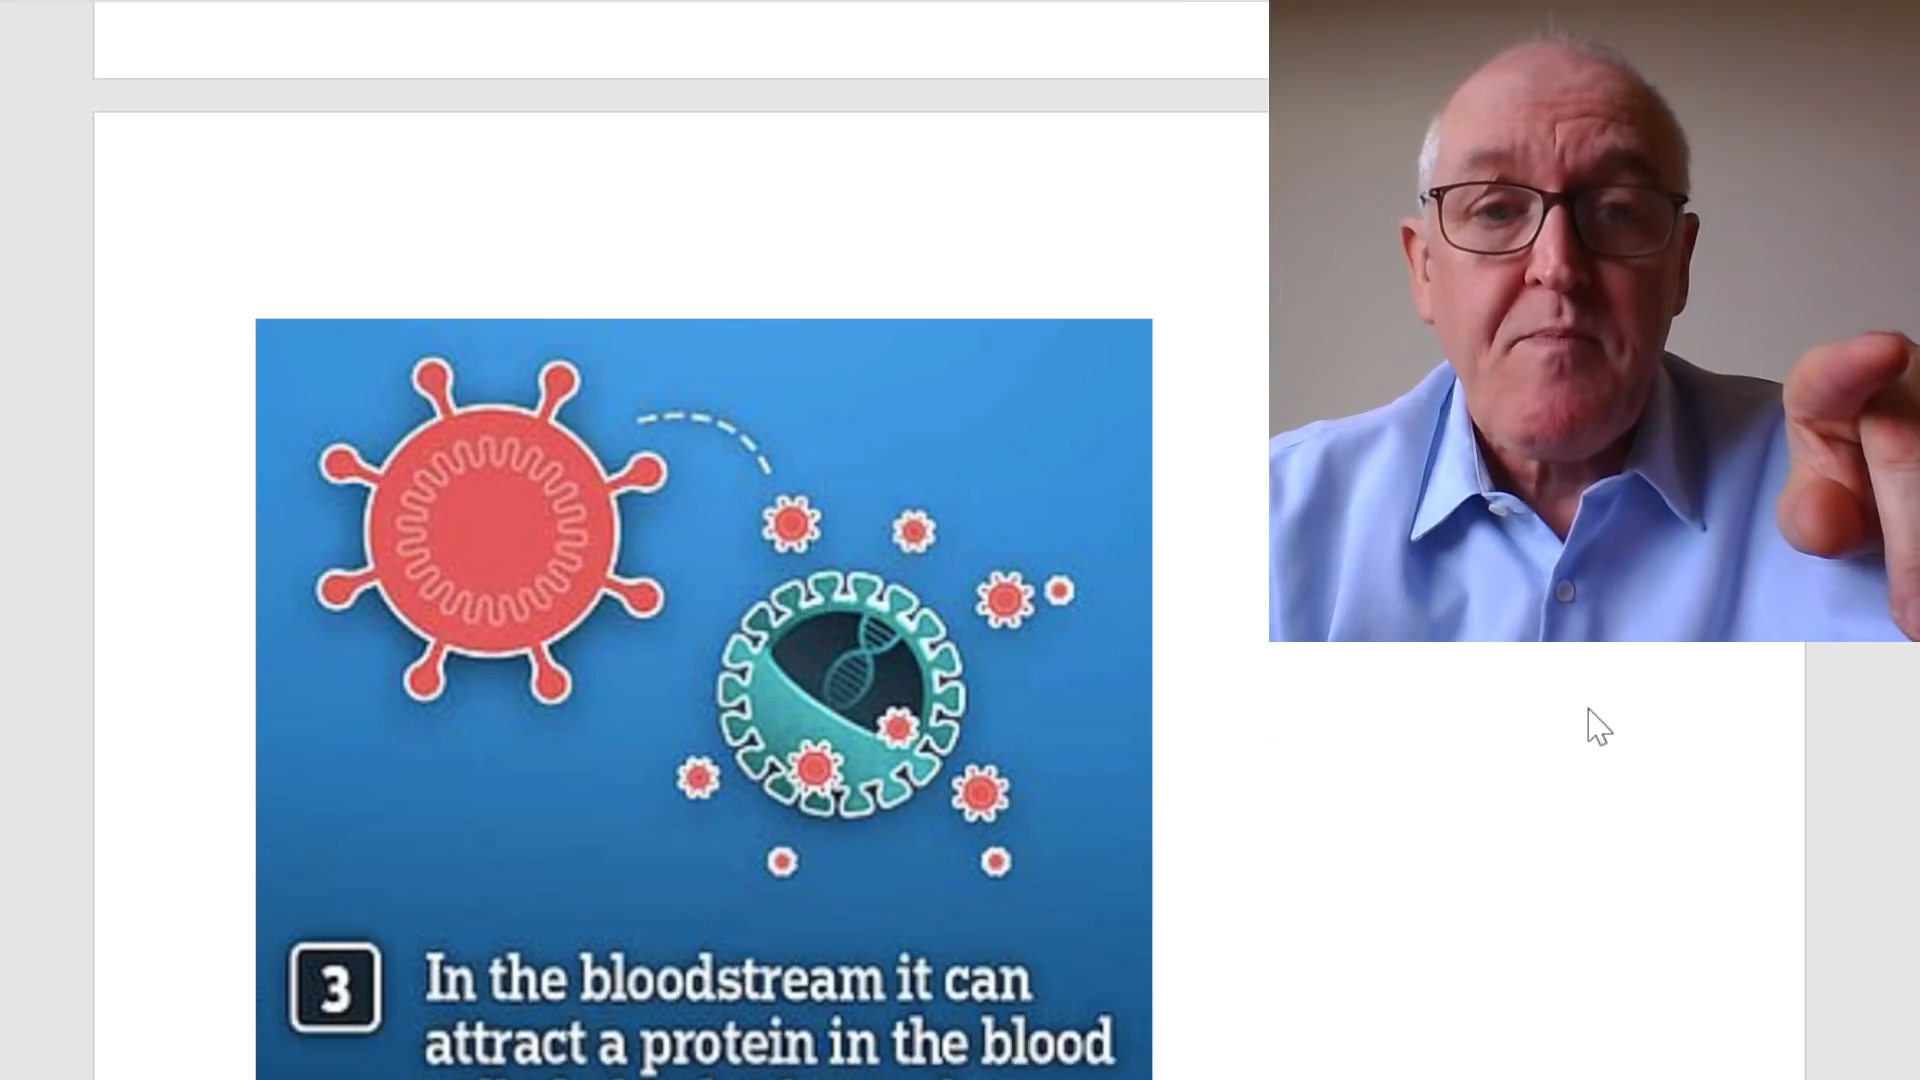 3
In the bloodstream it can
attract a protein in the blood